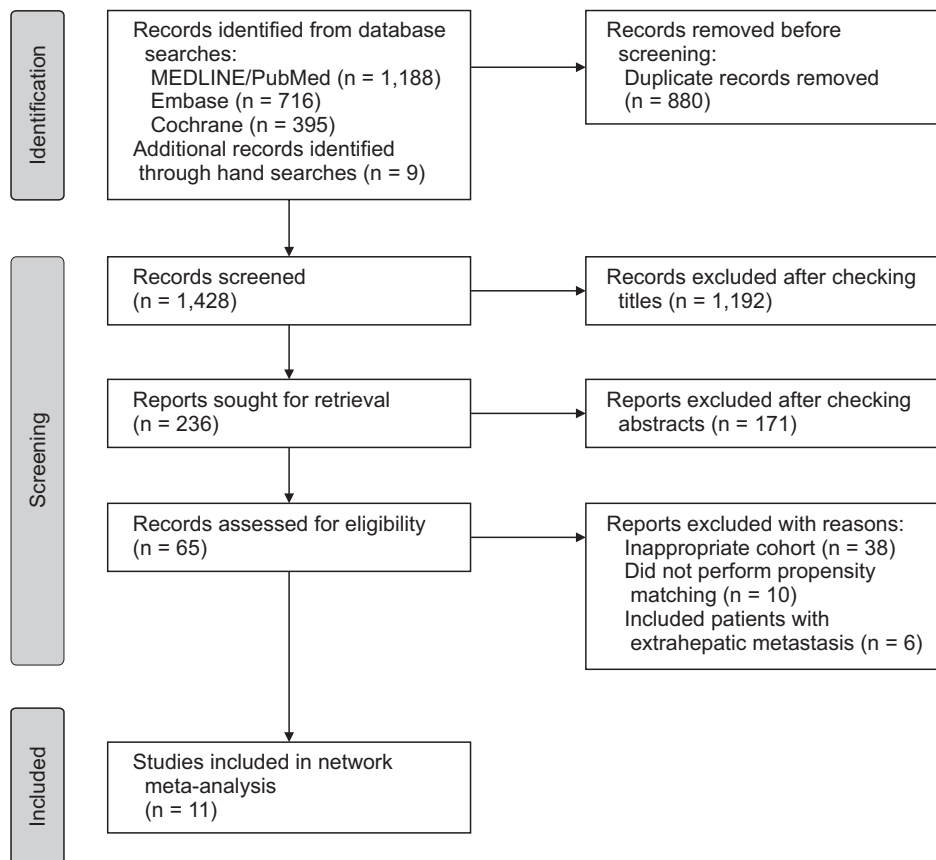 Identification
Records identified from database
searches:
MEDLINE/PubMed (n = 1,188)
Embase (n = 716)
Cochrane (n = 395)
Additional records identified
through hand searches (n = 9)
Records removed before
screening:
Duplicate records removed
(n = 880)
Screening
Records screened
(n = 1,428)
Records excluded after checking
titles (n = 1,192)
Reports sought for retrieval
(n = 236)
Reports excluded after checking
abstracts (n = 171)
Records assessed for eligibility
(n = 65)
Reports excluded with reasons:
Inappropriate cohort (n = 38)
Did not perform propensity
matching (n = 10)
Included patients with
extrahepatic metastasis (n = 6)
Included
Studies included in network
meta-analysis
(n = 11)